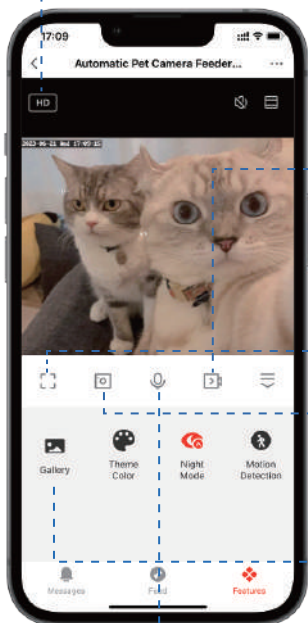 17:09
Automatic Pet Camera Feeder...
HD
2023-06-21 Wed 17:09:15
Gallery
Theme
Color
Night
Mode
Motion
Detection
Messages
Feed
Features